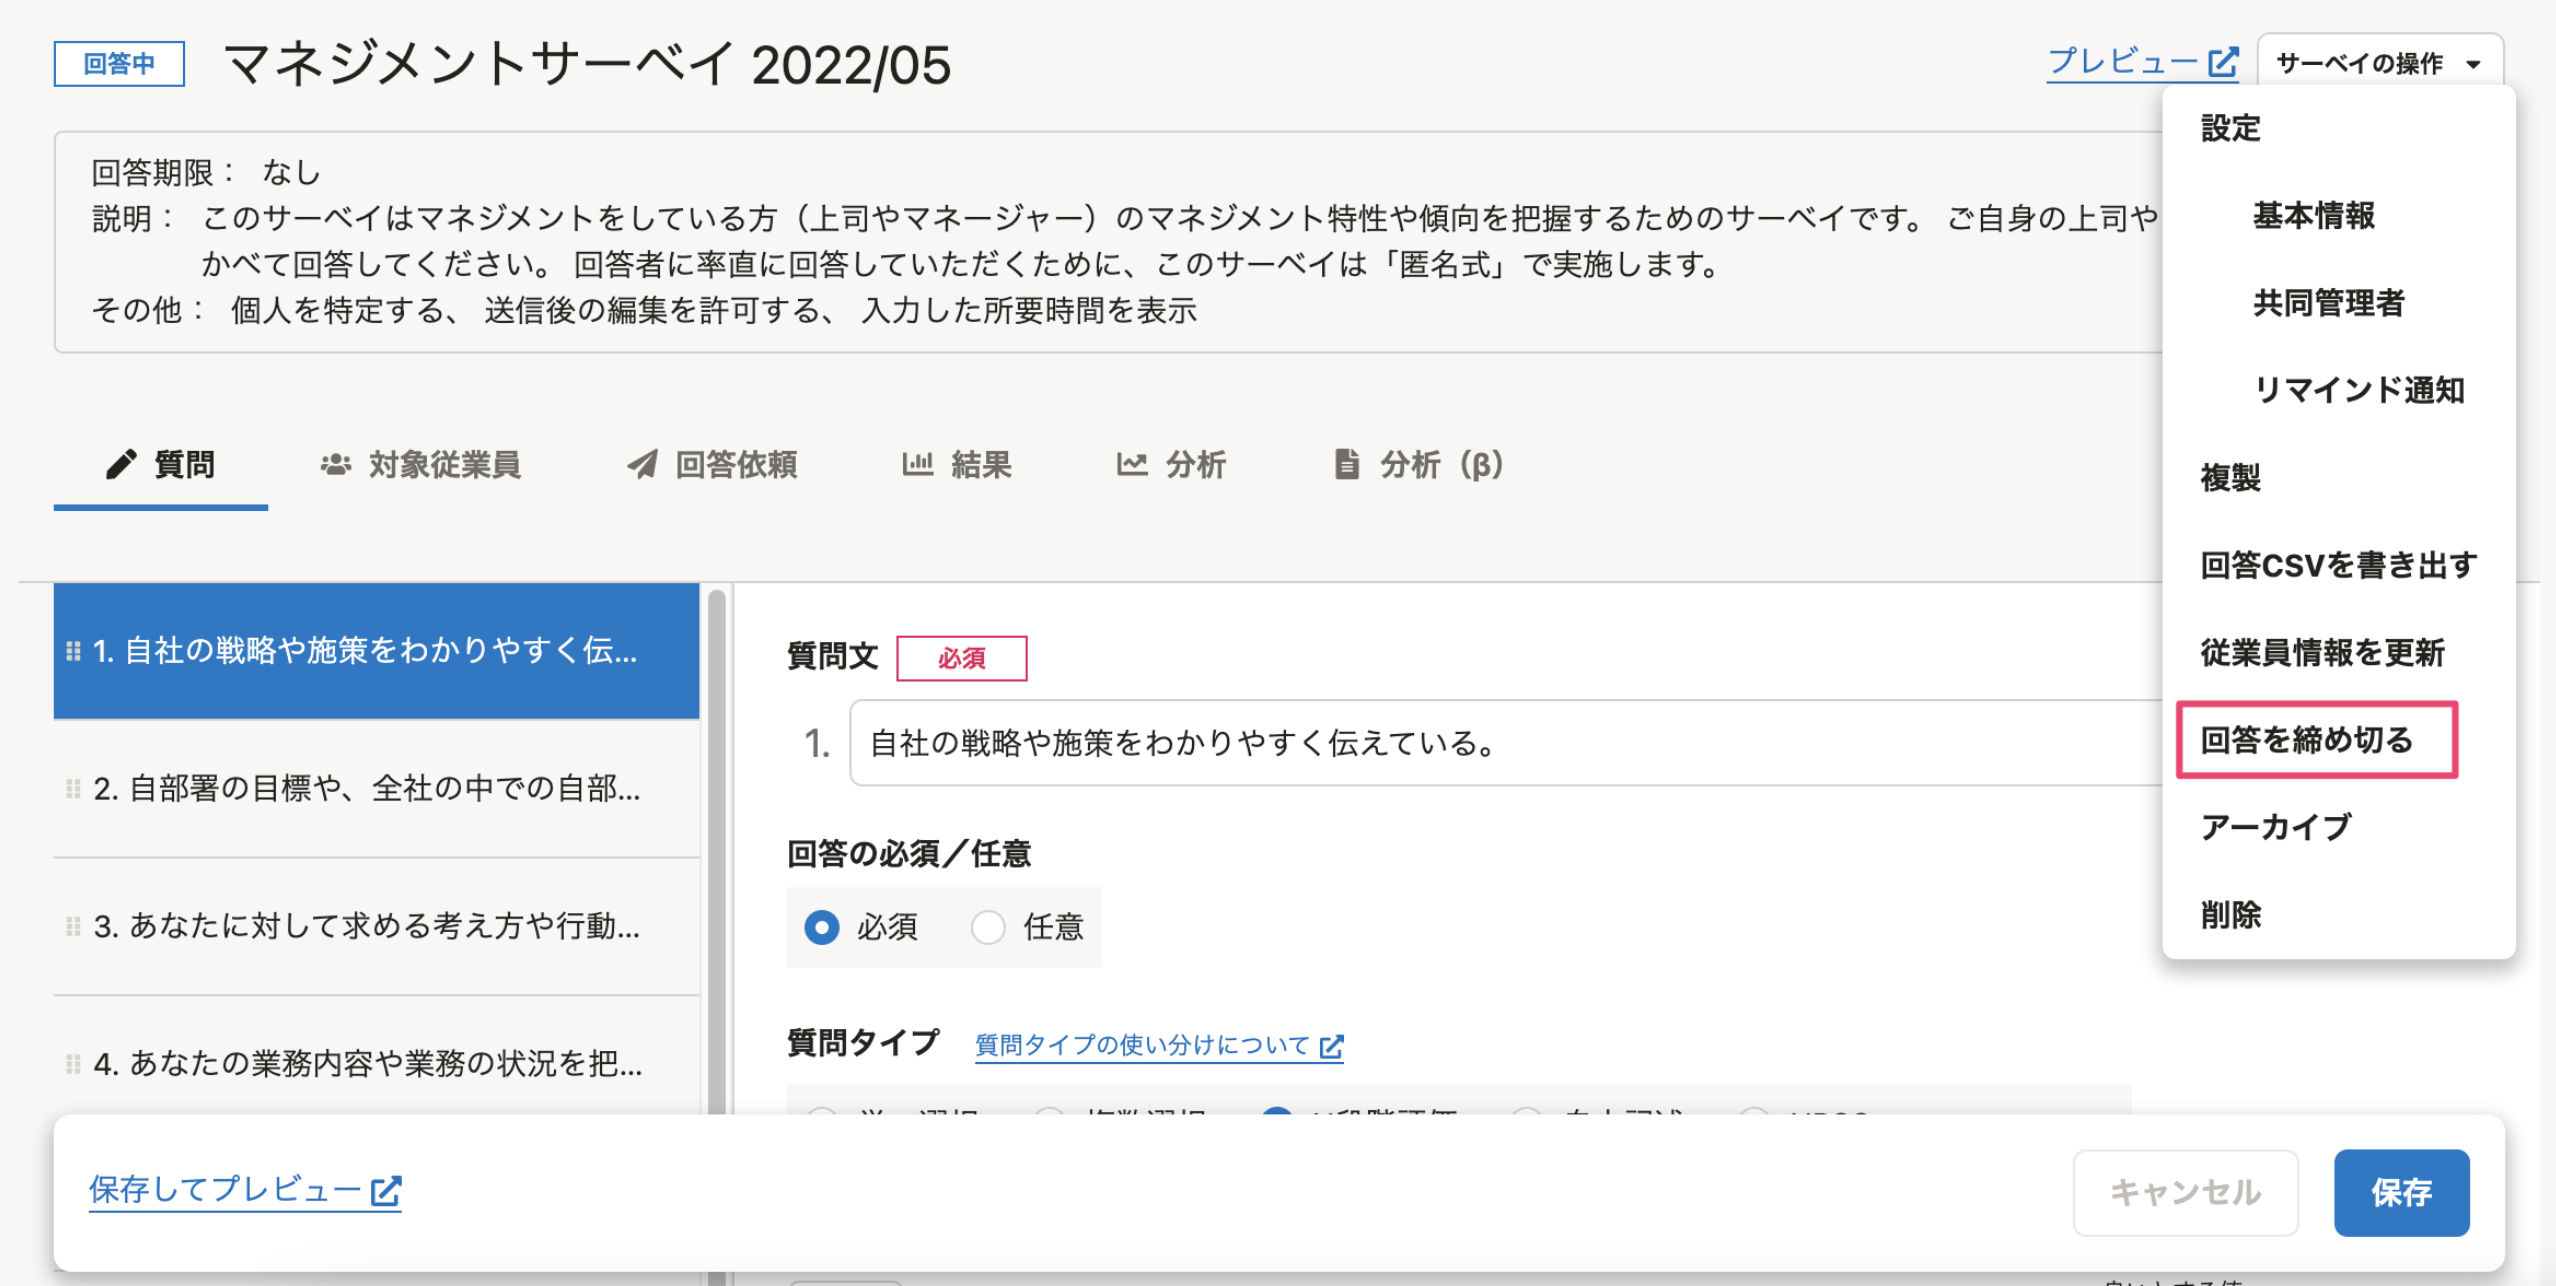 回答中
マネジメントサーベイ 2022/05
プレビュー
サーベイの操作
回答期限： なし
説明： このサーベイはマネジメントをしている方（上司やマネージャー）のマネジメント特性や傾向を把握するためのサーベイです。 ご自身の上司や
かべて回答してください。 回答者に率直に回答していただくために、このサーベイは「匿名式」で実施します。
その他： 個人を特定する、 送信後の編集を許可する、 入力した所要時間を表示
設定
基本情報
共同管理者
リマインド通知
複製
回答CSVを書き出す
従業員情報を更新
回答を締め切る
アーカイブ
削除
質問
対象従業員
回答依頼
結果
分析
分析（β）
1. 自社の戦略や施策をわかりやすく伝...
2. 自部署の目標や、全社の中での自部...
3. あなたに対して求める考え方や行動...
4. あなたの業務内容や業務の状況を把...
質問文 必須
1. 自社の戦略や施策をわかりやすく伝えている。
回答の必須／任意
必須 任意
質問タイプ 質問タイプの使い分けについて
保存してプレビュー
キャンセル
保存